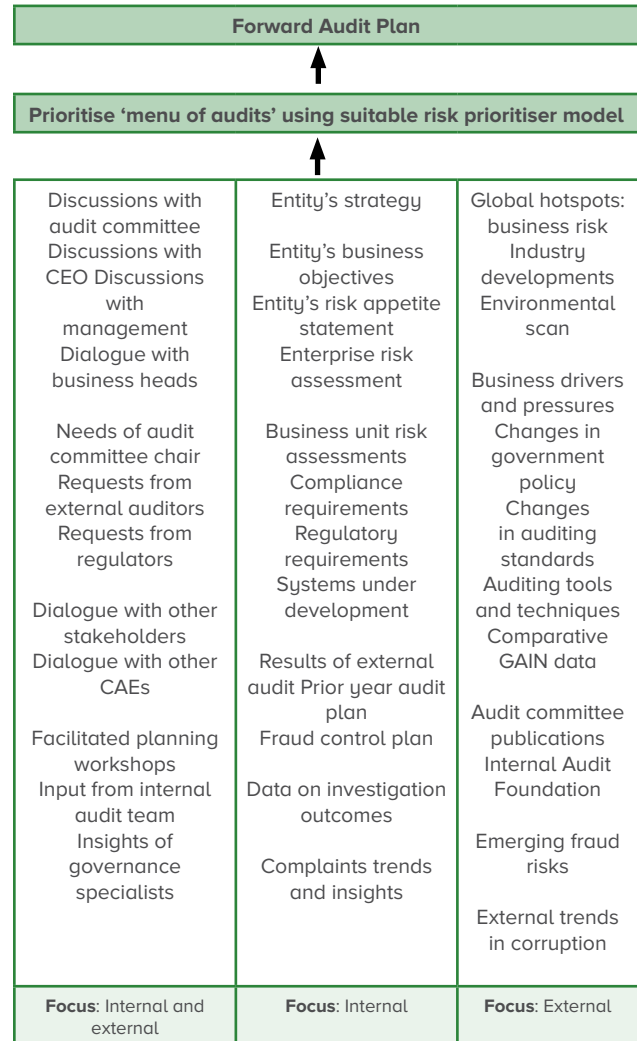 Forward Audit Plan
Prioritise ‘menu of audits’ using suitable risk prioritiser model
Discussions with
audit committee
Discussions with
CEO Discussions
with
management
Dialogue with
business heads
Needs of audit
committee chair
Requests from
external auditors
Requests from
regulators
Dialogue with other
stakeholders
Dialogue with other
CAEs
Facilitated planning
workshops
Input from internal
audit team
Insights of
governance
specialists
Focus: Internal and
external
Entity’s strategy
Entity’s business
objectives
Entity’s risk appetite
statement
Enterprise risk
assessment
Business unit risk
assessments
Compliance
requirements
Regulatory
requirements
Systems under
development
Results of external
audit Prior year audit
plan
Fraud control plan
Data on investigation
outcomes
Complaints trends
and insights
Focus: Internal
Global hotspots:
business risk
Industry
developments
Environmental
scan
Business drivers
and pressures
Changes in
government
policy
Changes
in auditing
standards
Auditing tools
and techniques
Comparative
GAIN data
Audit committee
publications
Internal Audit
Foundation
Emerging fraud
risks
External trends
in corruption
Focus: External